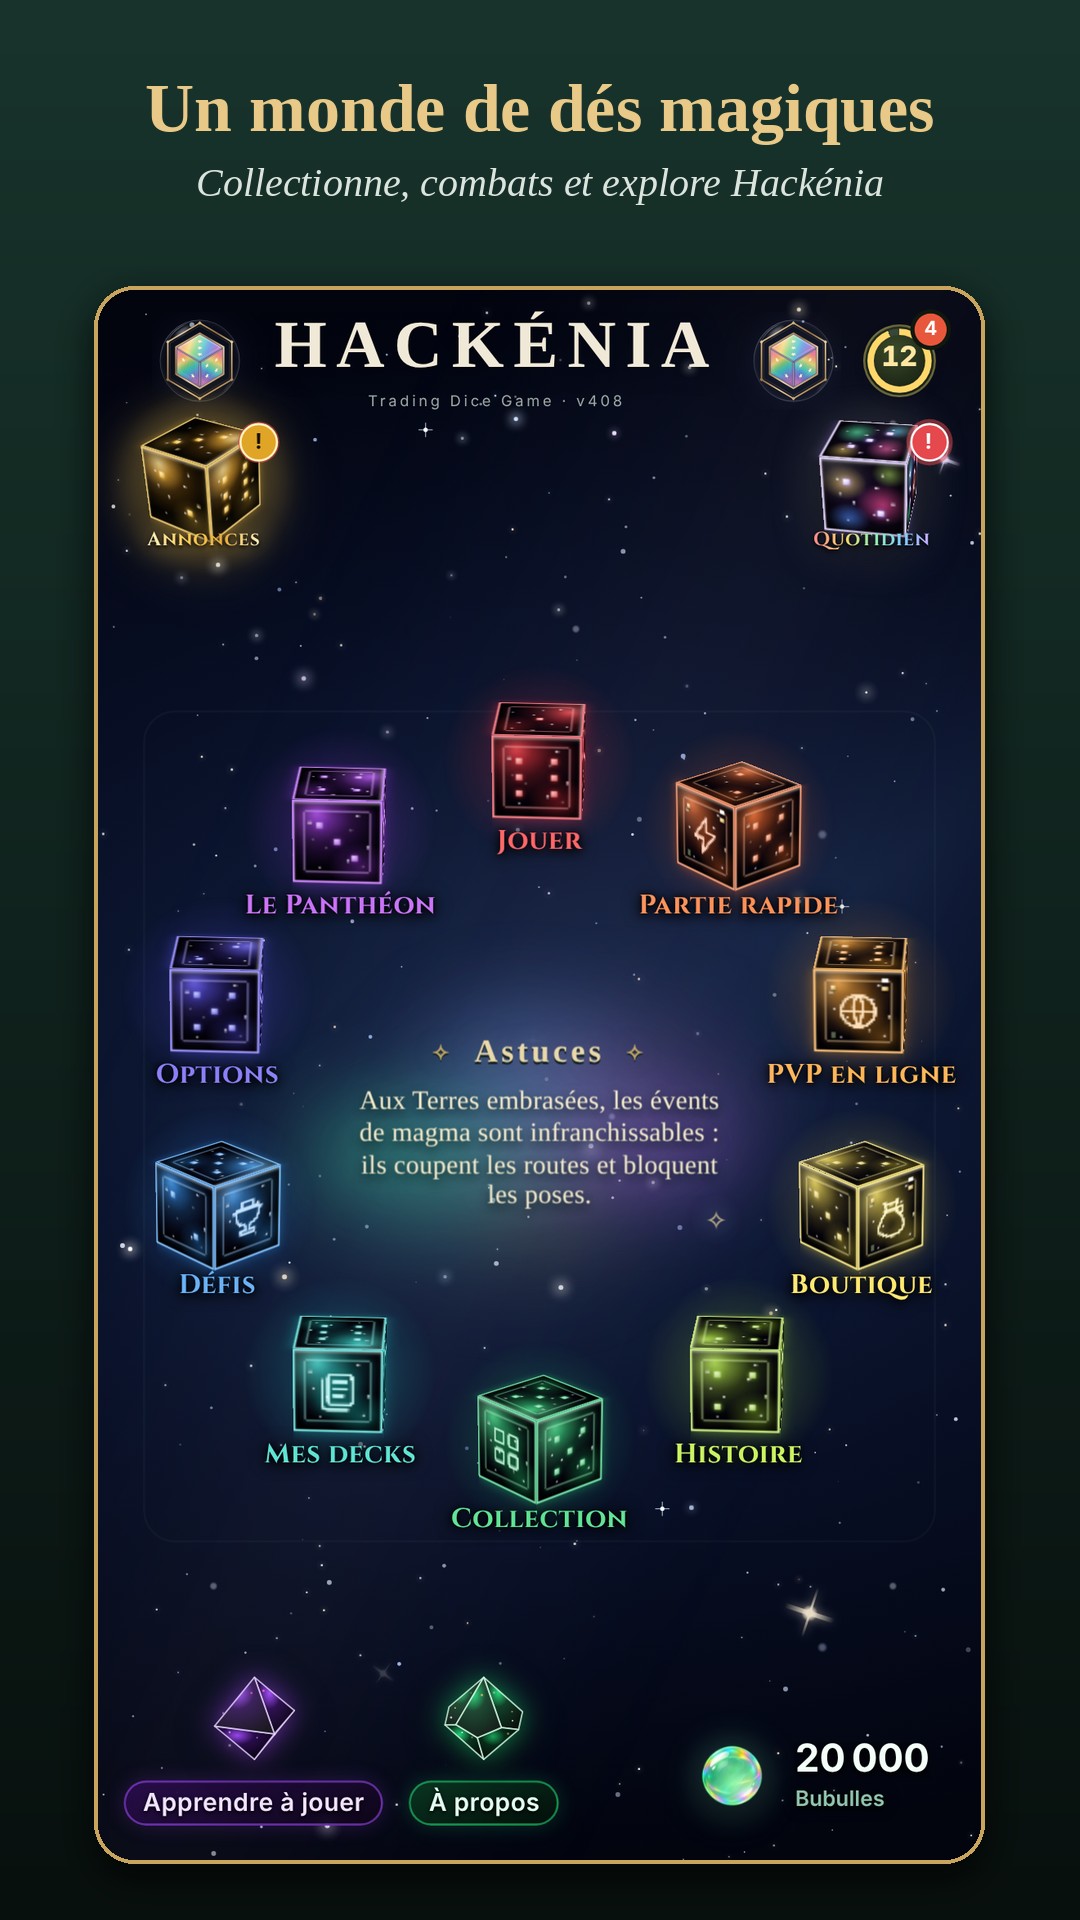 Un monde de dés magiques
Collectionne, combats et explore Hackénia
HACKÉNIA
Trading Dice Game · v408
12
4
!
Annonces
!
Quotidien
Jouer
Le Panthéon
Partie rapide
Options
PVP en ligne
Astuces
Aux Terres embrasées, les évents
de magma sont infranchissables :
ils coupent les routes et bloquent
les poses.
Défis
Boutique
Mes decks
Histoire
Collection
Apprendre à jouer
À propos
20 000
Bubulles